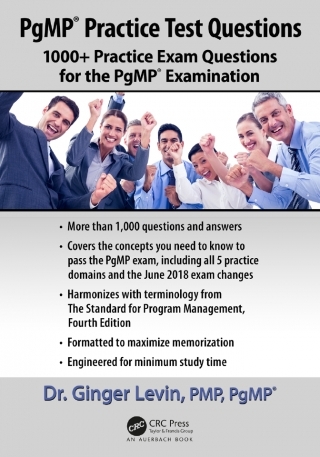 PgMP® Practice Test Questions
1000+ Practice Exam Questions
for the PgMP® Examination
• More than 1,000 questions and answers
• Covers the concepts you need to know to
pass the PgMP exam, including all 5 practice
domains and the June 2018 exam changes
• Harmonizes with terminology from
The Standard for Program Management,
Fourth Edition
• Formatted to maximize memorization
• Engineered for minimum study time
Dr. Ginger Levin, PMP, PgMP®
CRC
CRC Press
Taylor & Francis Group
AN AUERBACH BOOK